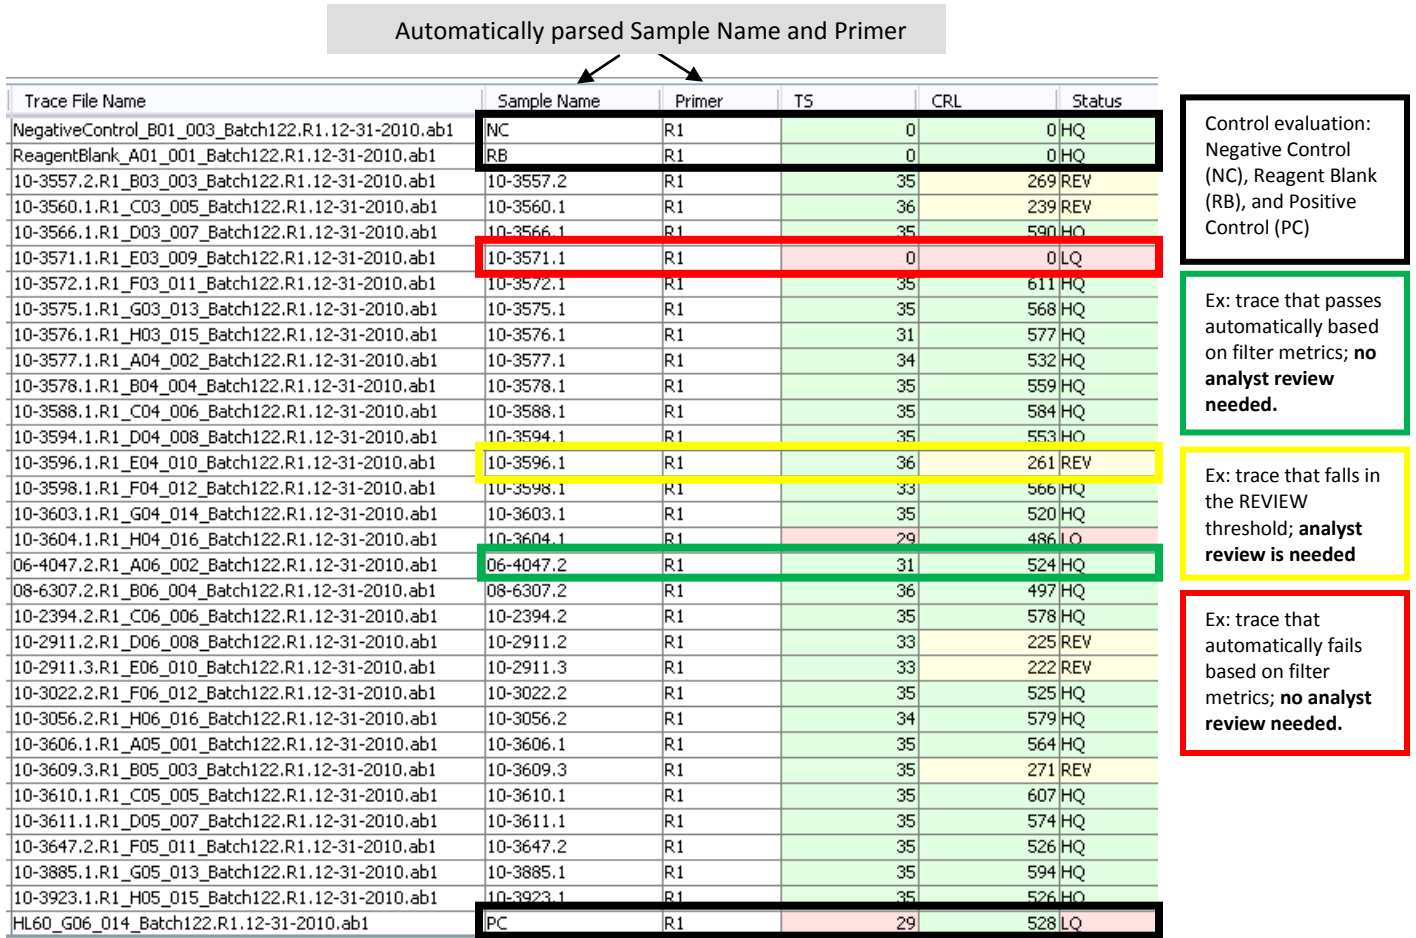 Automatically parsed Sample Name and Primer
Trace File Name Sample Name Primer TS CRL Status
NegativeControl_B01_003_Batch122.R1.12-31-2010.ab1 NC R1 0 0 HQ
ReagentBlank_A01_001_Batch122.R1.12-31-2010.ab1 RB R1 0 0 HQ
10-3557.2.R1_B03_003_Batch122.R1.12-31-2010.ab1 10-3557.2 R1 35 269 REV
10-3560.1.R1_C03_005_Batch122.R1.12-31-2010.ab1 10-3560.1 R1 36 239 REV
10-3566.1.R1_D03_007_Batch122.R1.12-31-2010.ab1 10-3566.1 R1 35 590 HQ
10-3571.1.R1_E03_009_Batch122.R1.12-31-2010.ab1 10-3571.1 R1 0 0 LQ
10-3572.1.R1_F03_011_Batch122.R1.12-31-2010.ab1 10-3572.1 R1 35 611 HQ
10-3575.1.R1_G03_013_Batch122.R1.12-31-2010.ab1 10-3575.1 R1 35 568 HQ
10-3576.1.R1_H03_015_Batch122.R1.12-31-2010.ab1 10-3576.1 R1 31 577 HQ
10-3577.1.R1_A04_002_Batch122.R1.12-31-2010.ab1 10-3577.1 R1 34 532 HQ
10-3578.1.R1_B04_004_Batch122.R1.12-31-2010.ab1 10-3578.1 R1 35 559 HQ
10-3588.1.R1_C04_006_Batch122.R1.12-31-2010.ab1 10-3588.1 R1 35 584 HQ
10-3594.1.R1_D04_008_Batch122.R1.12-31-2010.ab1 10-3594.1 R1 35 553 HQ
10-3596.1.R1_E04_010_Batch122.R1.12-31-2010.ab1 10-3596.1 R1 36 261 REV
10-3598.1.R1_F04_012_Batch122.R1.12-31-2010.ab1 10-3598.1 R1 33 566 HQ
10-3603.1.R1_G04_014_Batch122.R1.12-31-2010.ab1 10-3603.1 R1 35 520 HQ
10-3604.1.R1_H04_016_Batch122.R1.12-31-2010.ab1 10-3604.1 R1 29 486 LQ
06-4047.2.R1_A06_002_Batch122.R1.12-31-2010.ab1 06-4047.2 R1 31 524 HQ
08-6307.2.R1_B06_004_Batch122.R1.12-31-2010.ab1 08-6307.2 R1 36 497 HQ
10-2394.2.R1_C06_006_Batch122.R1.12-31-2010.ab1 10-2394.2 R1 35 578 HQ
10-2911.2.R1_D06_008_Batch122.R1.12-31-2010.ab1 10-2911.2 R1 33 225 REV
10-2911.3.R1_E06_010_Batch122.R1.12-31-2010.ab1 10-2911.3 R1 33 222 REV
10-3022.2.R1_F06_012_Batch122.R1.12-31-2010.ab1 10-3022.2 R1 35 525 HQ
10-3056.2.R1_H06_016_Batch122.R1.12-31-2010.ab1 10-3056.2 R1 34 579 HQ
10-3606.1.R1_A05_001_Batch122.R1.12-31-2010.ab1 10-3606.1 R1 35 564 HQ
10-3609.3.R1_B05_003_Batch122.R1.12-31-2010.ab1 10-3609.3 R1 35 271 REV
10-3610.1.R1_C05_005_Batch122.R1.12-31-2010.ab1 10-3610.1 R1 35 607 HQ
10-3611.1.R1_D05_007_Batch122.R1.12-31-2010.ab1 10-3611.1 R1 35 574 HQ
10-3647.2.R1_F05_011_Batch122.R1.12-31-2010.ab1 10-3647.2 R1 35 526 HQ
10-3885.1.R1_G05_013_Batch122.R1.12-31-2010.ab1 10-3885.1 R1 35 594 HQ
10-3923.1.R1_H05_015_Batch122.R1.12-31-2010.ab1 10-3923.1 R1 35 526 HQ
HL60_G06_014_Batch122.R1.12-31-2010.ab1 PC R1 29 528 LQ
Control evaluation:
Negative Control
(NC), Reagent Blank
(RB), and Positive
Control (PC)
Ex: trace that passes
automatically based
on filter metrics; no
analyst review
needed.
Ex: trace that falls in
the REVIEW
threshold; analyst
review is needed
Ex: trace that
automatically fails
based on filter
metrics; no analyst
review needed.